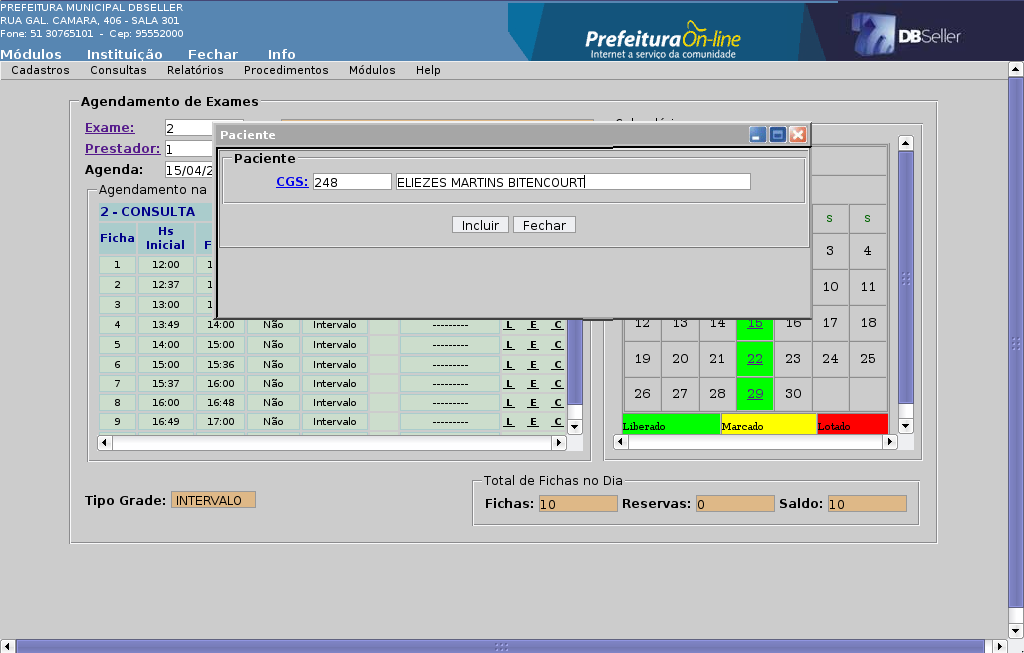 PREFEITURA MUNICIPAL DBSELLER
RUA GAL. CAMARA, 406 - SALA 301
Fone: 51 30765101 - Cep: 95552000
PrefeituraOn-line
Internet a serviço da comunidade
DBSeller
Módulos Instituição Fechar Info
Cadastros Consultas Relatórios Procedimentos Módulos Help
Agendamento de Exames
Exame: 2
Prestador: 1
Agenda: 15/04/2
Agendamento na
Paciente
Paciente
CGS: 248 ELIEZES MARTINS BITENCOURT
Incluir Fechar
2 - CONSULTA
Ficha Hs Inicial F
1 12:00 1
2 12:37 1
3 13:00 1
4 13:49 14:00 Não Intervalo --------- L E C
5 14:00 15:00 Não Intervalo --------- L E C
6 15:00 15:36 Não Intervalo --------- L E C
7 15:37 16:00 Não Intervalo --------- L E C
8 16:00 16:48 Não Intervalo --------- L E C
9 16:49 17:00 Não Intervalo --------- L E C
S S
3 4
10 11
12 13 14 15 16 17 18
19 20 21 22 23 24 25
26 27 28 29 30
Liberado Marcado Lotado
Tipo Grade: INTERVALO
Total de Fichas no Dia
Fichas: 10 Reservas: 0 Saldo: 10